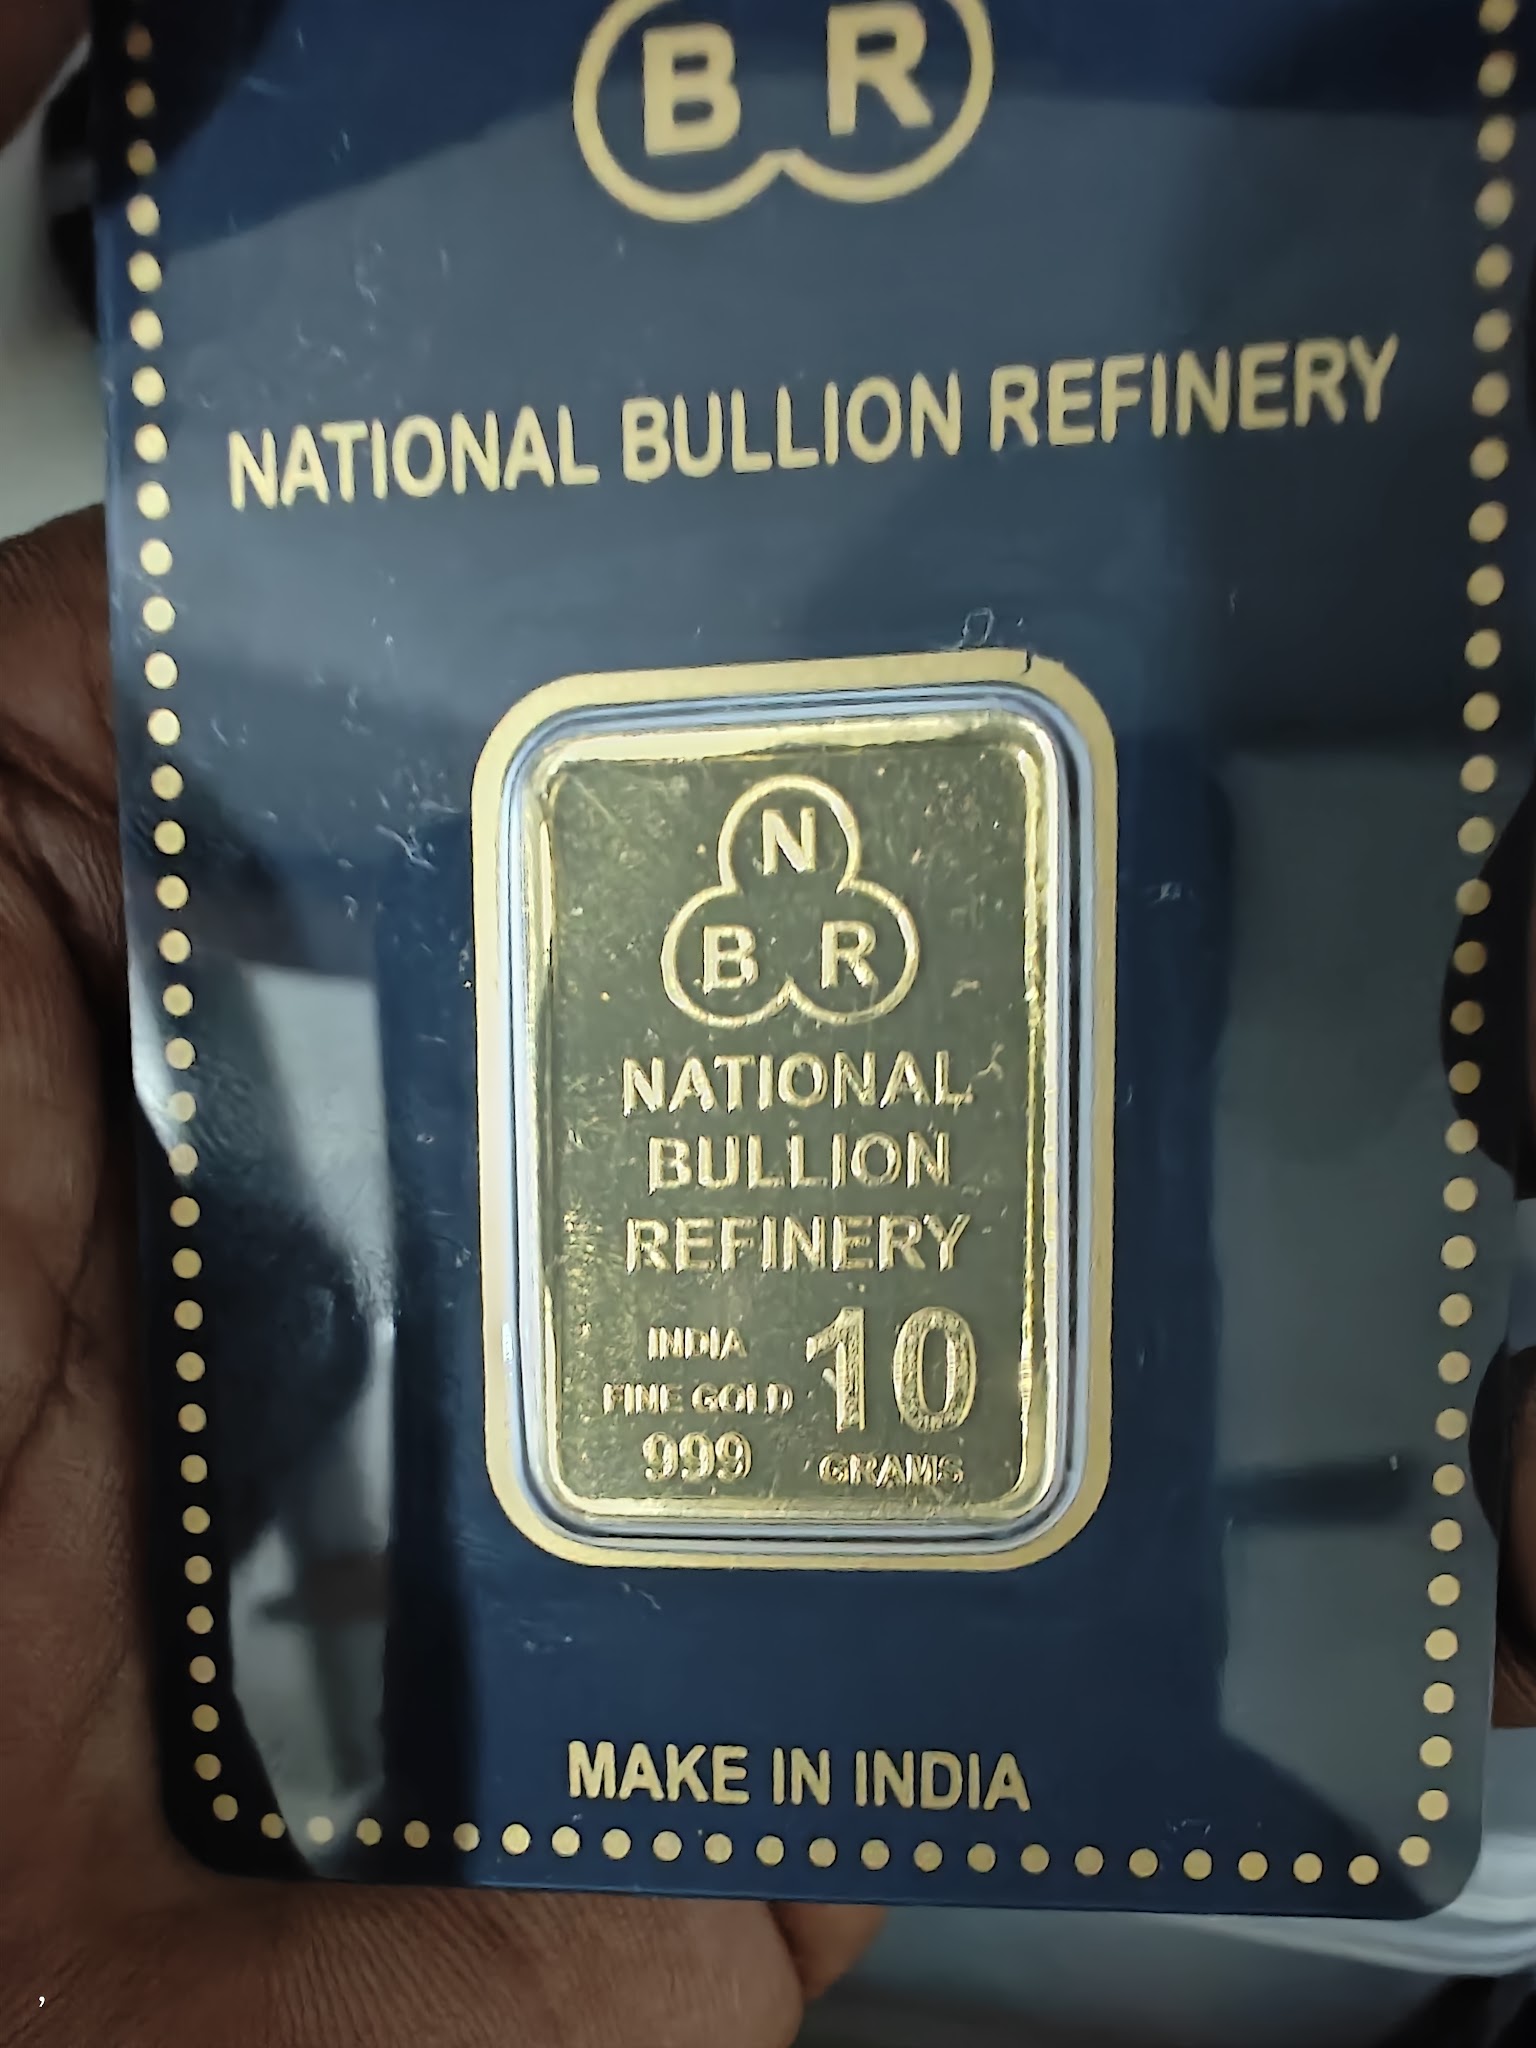 B R
NATIONAL BULLION REFINERY
N
B R
NATIONAL
BULLION
REFINERY
INDIA
FINE GOLD
999
10
GRAMS
MAKE IN INDIA